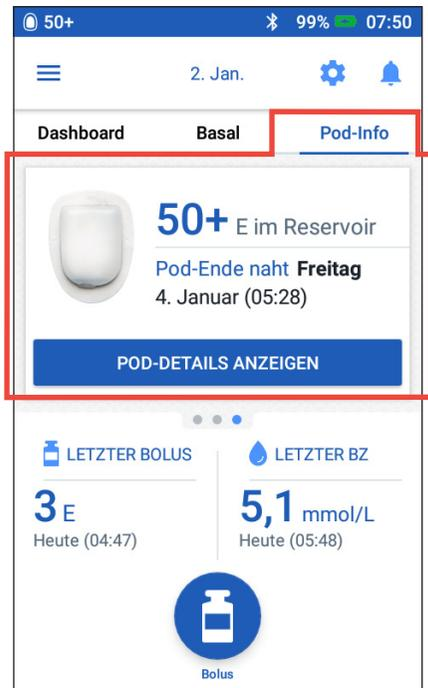 50+ 99% 07:50
2. Jan.
Dashboard Basal Pod-Info
50+ E im Reservoir
Pod-Ende naht Freitag
4. Januar (05:28)
POD-DETAILS ANZEIGEN
LETZTER BOLUS
3 E
Heute (04:47)
LETZTER BZ
5,1 mmol/L
Heute (05:48)
Bolus